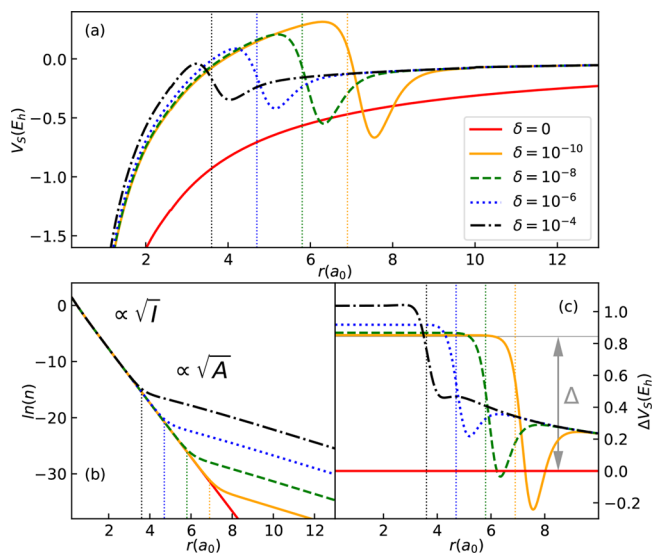 (a)
0.0
−0.5
−1.0
−1.5
V_S(E_h)
δ = 0
δ = 10^{−10}
δ = 10^{−8}
δ = 10^{−6}
δ = 10^{−4}
2 4 6 8 10 12
r(a_0)
0
−10
−20
−30
ln(n)
∝ √I
∝ √A
(b)
0 2 4 6 8 10 12
r(a_0)
(c)
Δ
1.0
0.8
0.6
0.4
0.2
0.0
−0.2
ΔV_S(E_h)
2 4 6 8
r(a_0)